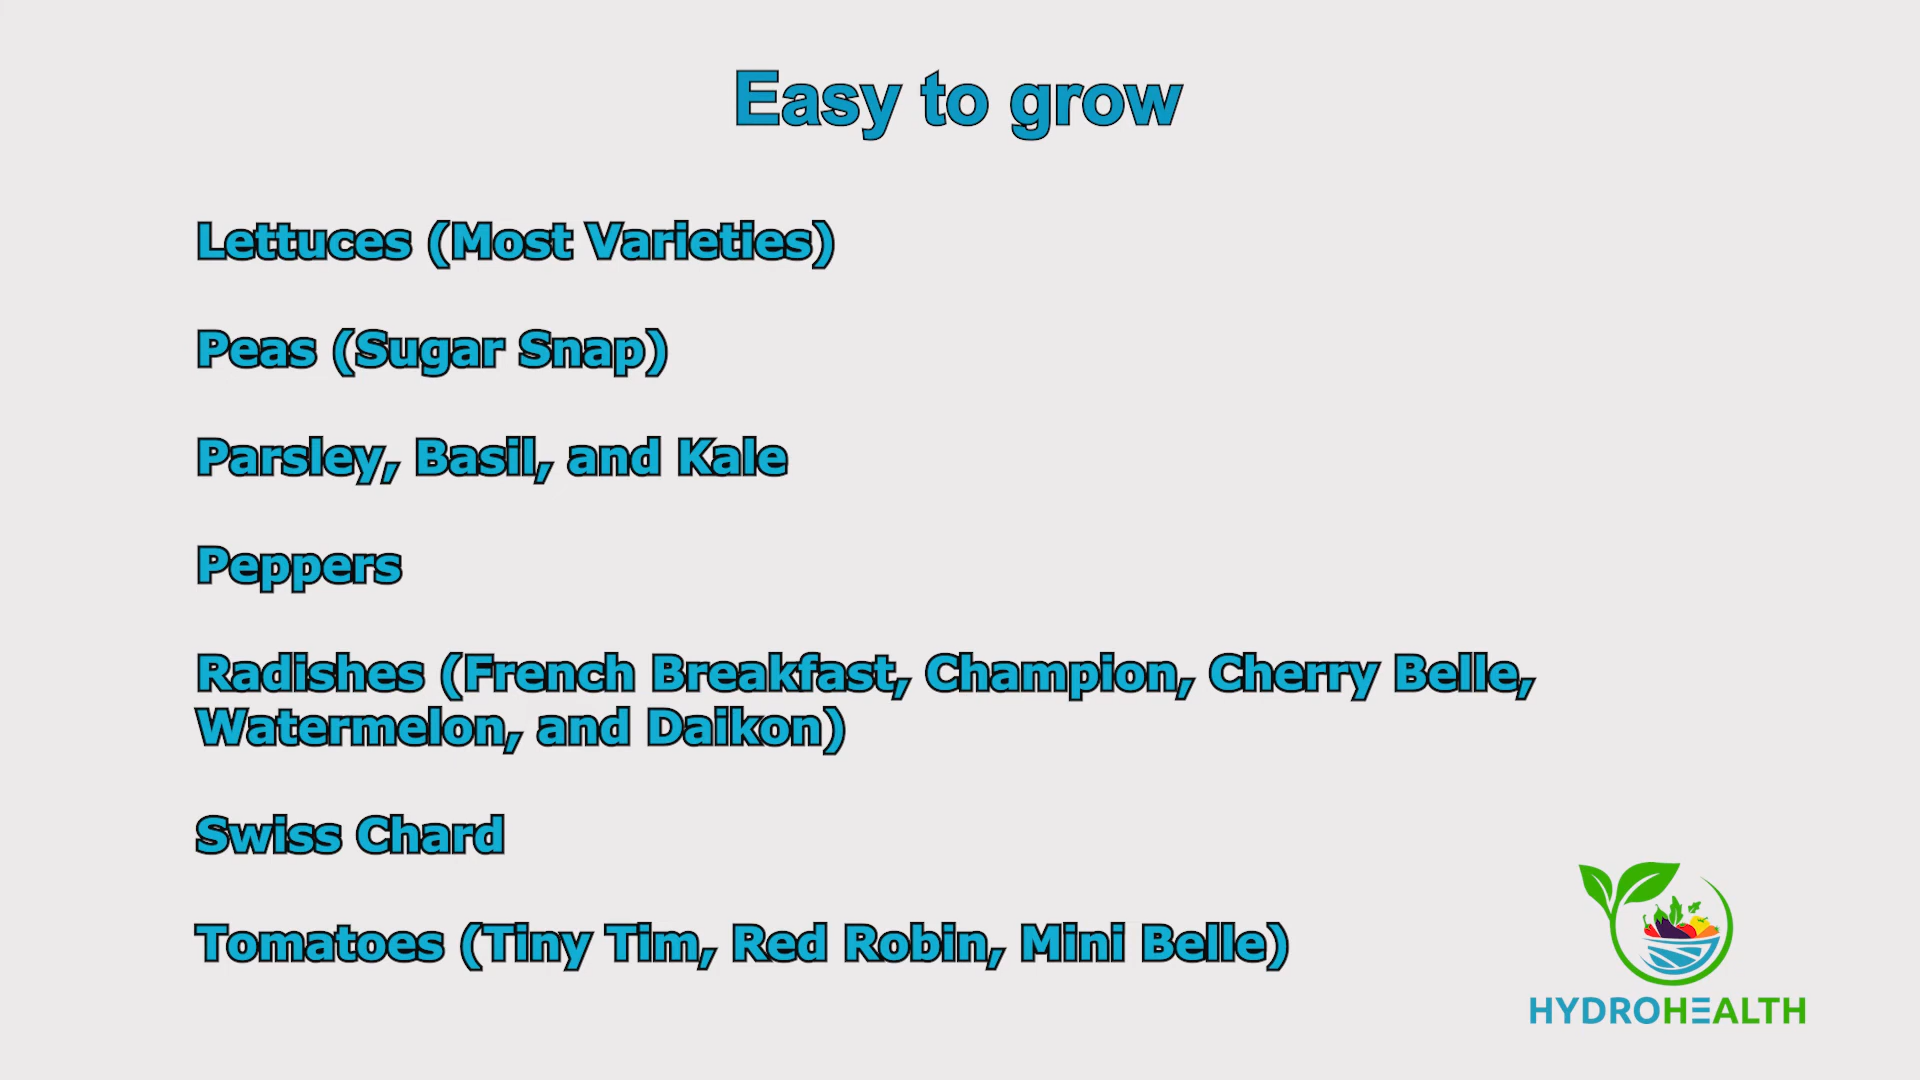 Easy to grow
Lettuces (Most Varieties)
Peas (Sugar Snap)
Parsley, Basil, and Kale
Peppers
Radishes (French Breakfast, Champion, Cherry Belle,
Watermelon, and Daikon)
Swiss Chard
Tomatoes (Tiny Tim, Red Robin, Mini Belle)
HYDROHEALTH